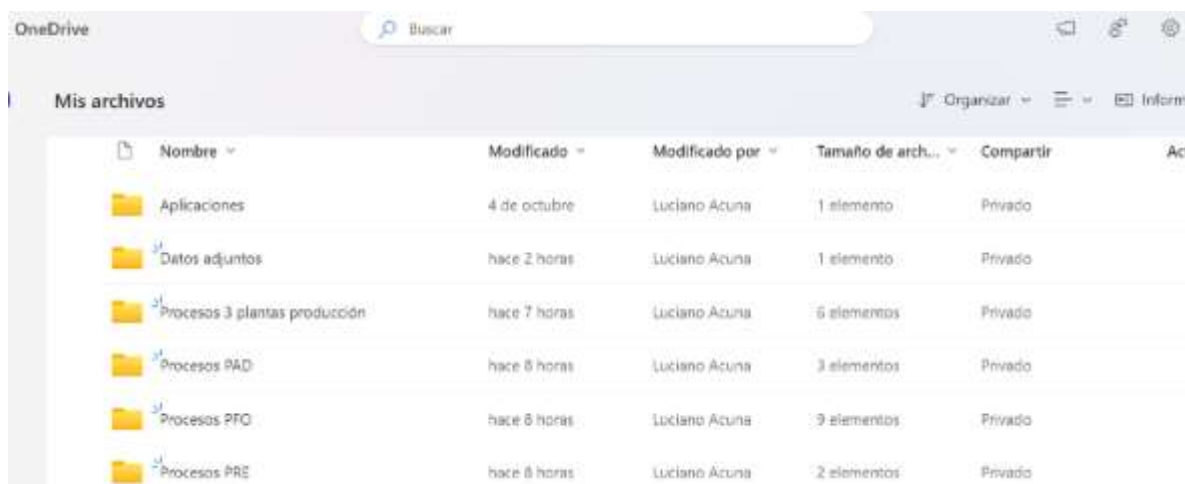 OneDrive Buscar
Mis archivos Organizar Inform
Nombre Modificado Modificado por Tamaño de arch... Compartir Ac
Aplicaciones 4 de octubre Luciano Acuna 1 elemento Privado
Datos adjuntos hace 2 horas Luciano Acuna 1 elemento Privado
Procesos 3 plantas producción hace 7 horas Luciano Acuna 6 elementos Privado
Procesos PAD hace 8 horas Luciano Acuna 3 elementos Privado
Procesos PFO hace 8 horas Luciano Acuna 9 elementos Privado
Procesos PRE hace 8 horas Luciano Acuna 2 elementos Privado